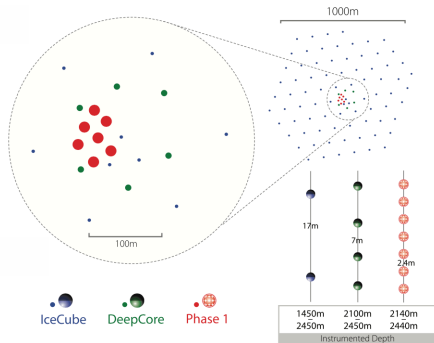 1000m
100m
17m
7m
2.4m
IceCube DeepCore Phase 1
1450m 2100m 2140m
- - -
2450m 2450m 2440m
Instrumented Depth